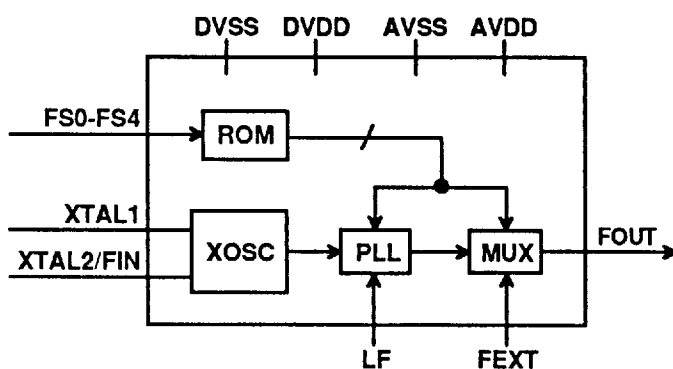 DVSS DVDD AVSS AVDD
FS0-FS4
ROM
XTAL1
XOSC
PLL
MUX
FOUT
XTAL2/FIN
LF
FEXT